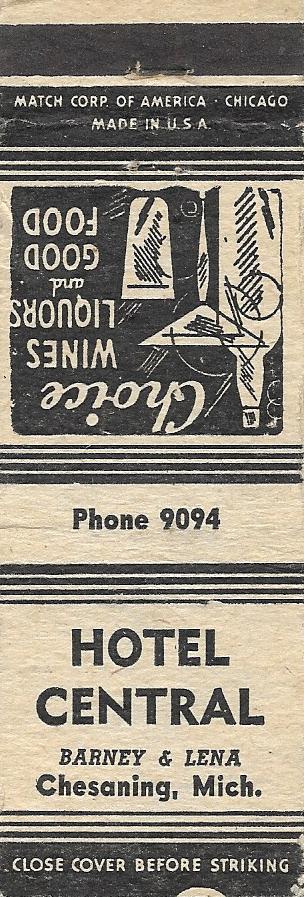 MATCH CORP. OF AMERICA · CHICAGO
MADE IN U.S.A.
Choice
WINES
LIQUORS
and
GOOD
FOOD
Phone 9094
HOTEL
CENTRAL
BARNEY & LENA
Chesaning, Mich.
CLOSE COVER BEFORE STRIKING